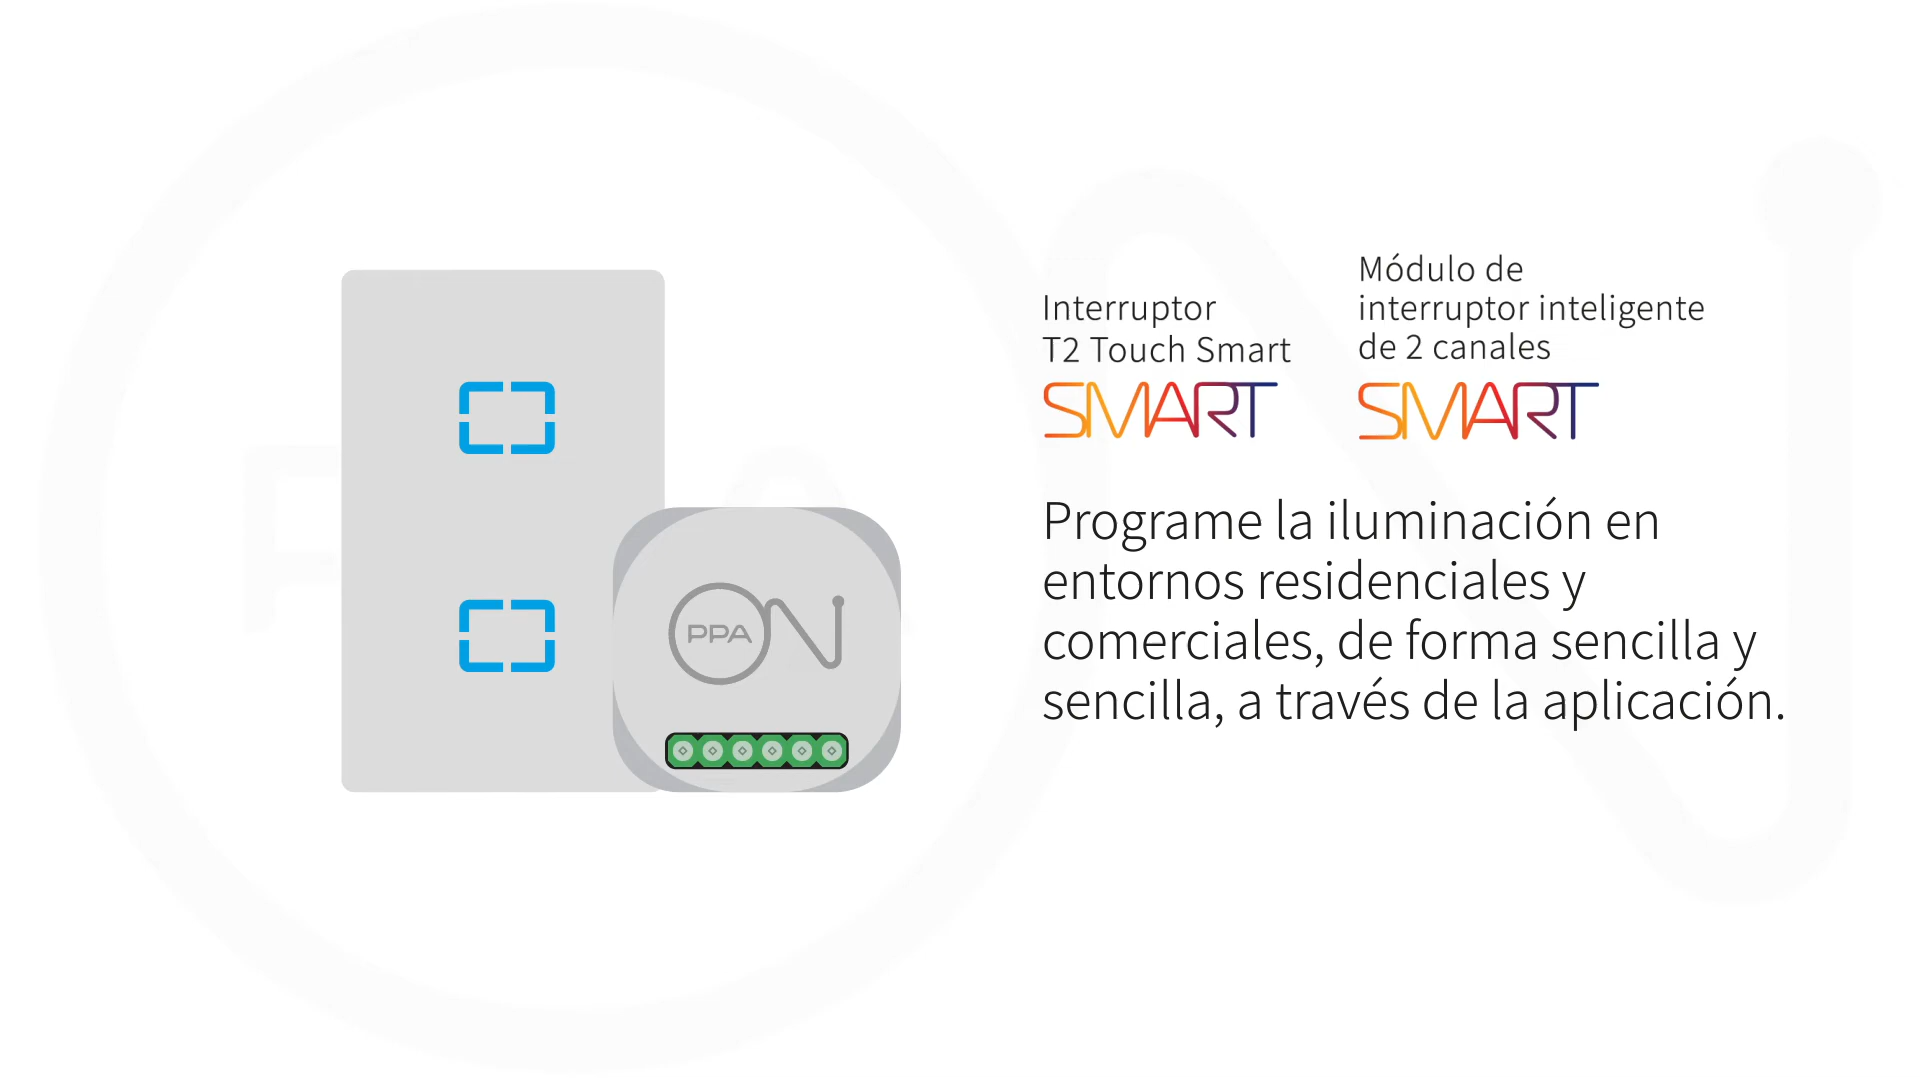 Interruptor
T2 Touch Smart
SMART
Módulo de
interruptor inteligente
de 2 canales
SMART
Programe la iluminación en
entornos residenciales y
comerciales, de forma sencilla y
sencilla, a través de la aplicación.
PPA ON